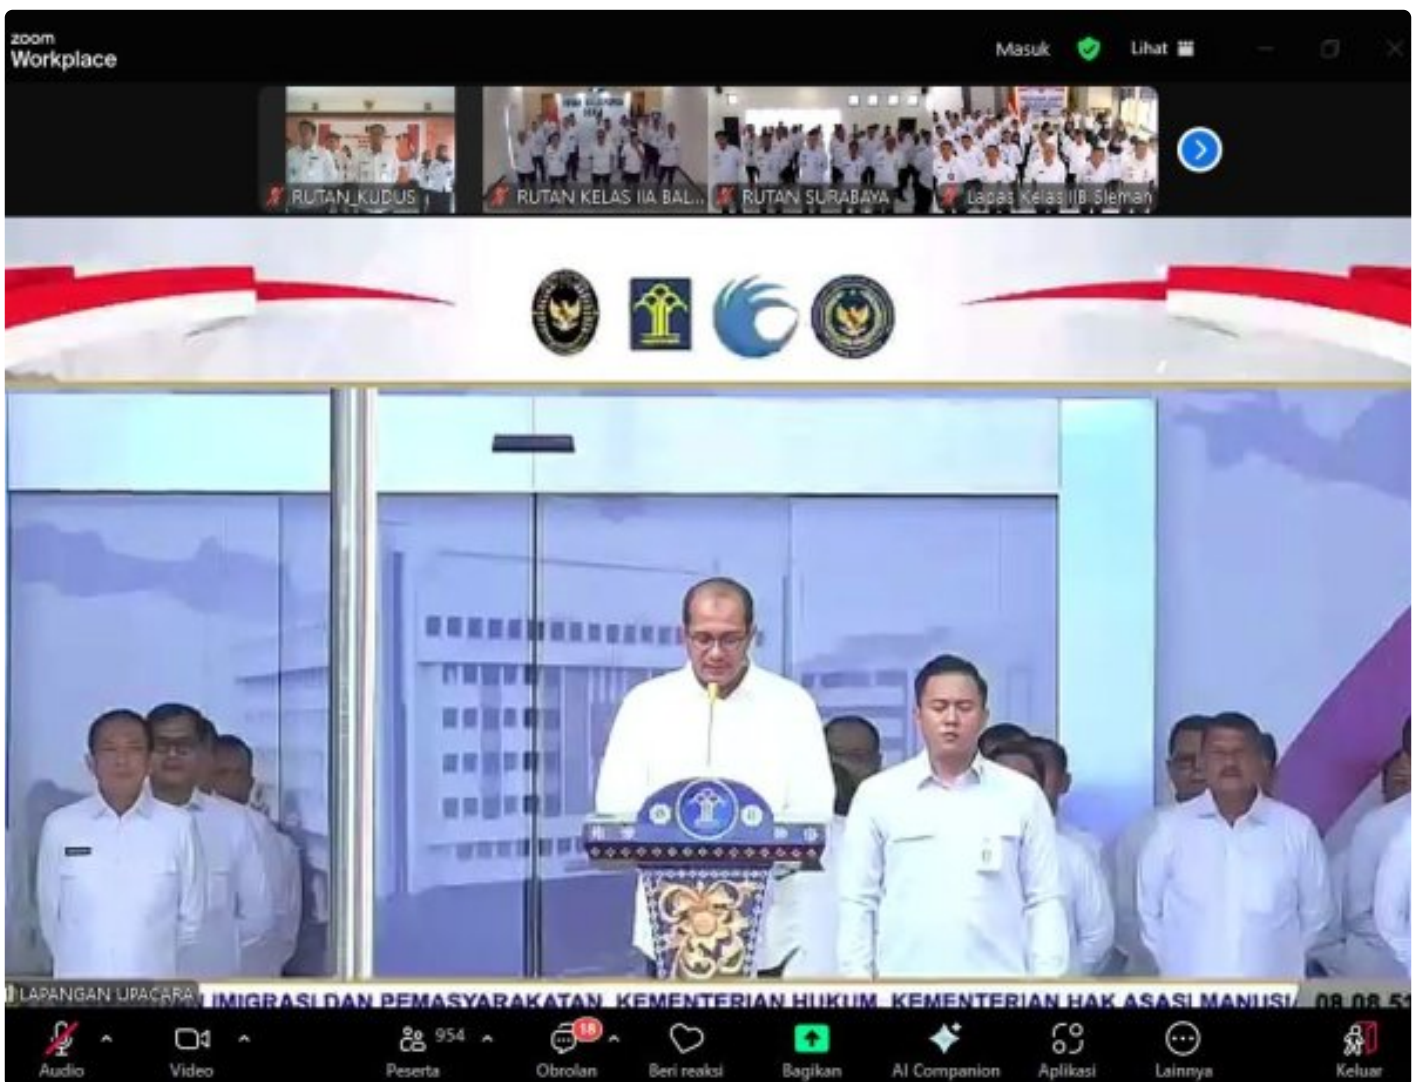 zoom
Workplace
Masuk
Lihat
RUTAN_KUDUS
RUTAN KELAS IIA BAL...
RUTAN SURABAYA
Lapas Kelas IIB Sleman
LAPANGAN UPACARA
IMIGRASI DAN PEMASYARAKATAN, KEMENTERIAN HUKUM, KEMENTERIAN HAK ASASI MANUSIA
08 08 51
Audio
Video
954
Peserta
18
Obrolan
Beri reaksi
Bagikan
AI Companion
Aplikasi
Lainnya
Keluar